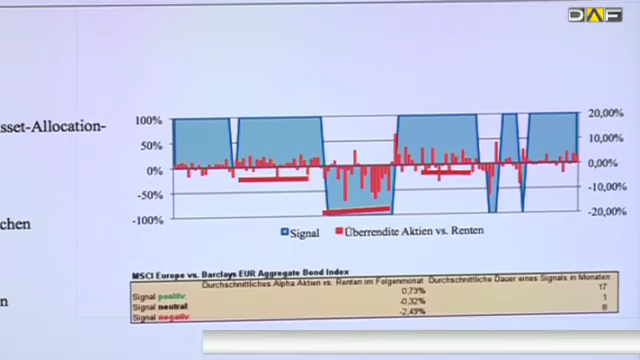 DAF
sset-Allocation-
chen
n
100%
50%
0%
-50%
-100%
20,00%
10,00%
0,00%
-10,00%
-20,00%
Signal
Überrendite Aktien vs. Renten
MSCI Europe vs. Barclays EUR Aggregate Bond Index
Durchschnittliches Alpha Aktien vs. Renten im Folgemonat Durchschnittliche Dauer eines Signals in Monaten
Signal positiv: 0,73% 17
Signal neutral: -0,32% 1
Signal negativ: -2,49% 8